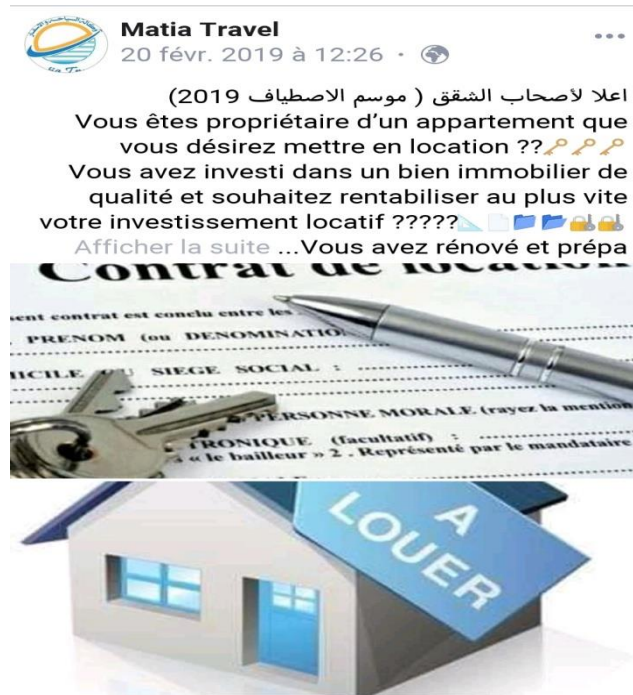 Matia Travel
20 févr. 2019 à 12:26 ·
اعلا لأصحاب الشقق ( موسم الاصطياف 2019)
Vous êtes propriétaire d'un appartement que
vous désirez mettre en location ??🔑🔑🔑
Vous avez investi dans un bien immobilier de
qualité et souhaitez rentabiliser au plus vite
votre investissement locatif ?????📐📄📁📂🔐🔐
Afficher la suite ...Vous avez rénové et prépa
Contrat de location
ent contrat est conclu entre les
PRENOM (ou DENOMINATIO
ICILE OU SIEGE SOCIAL :
PERSONNE MORALE (rayez la mention
TRONIQUE (facultatif) :
« le bailleur » 2 . Représenté par le mandataire
A
LOUER